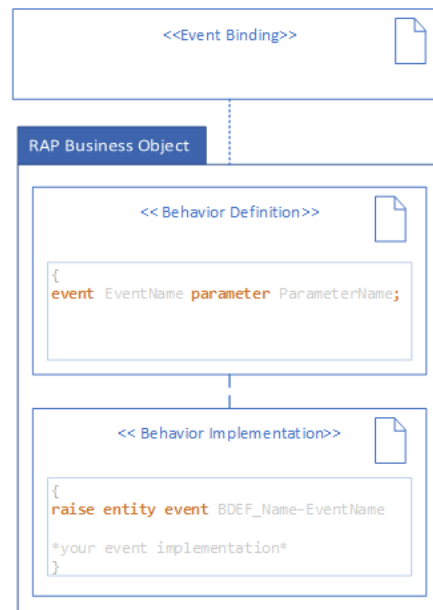 <<Event Binding>>
RAP Business Object
<< Behavior Definition>>
{
event EventName parameter ParameterName;
<< Behavior Implementation>>
{
raise entity event BDEF_Name-EventName
*your event implementation*
}